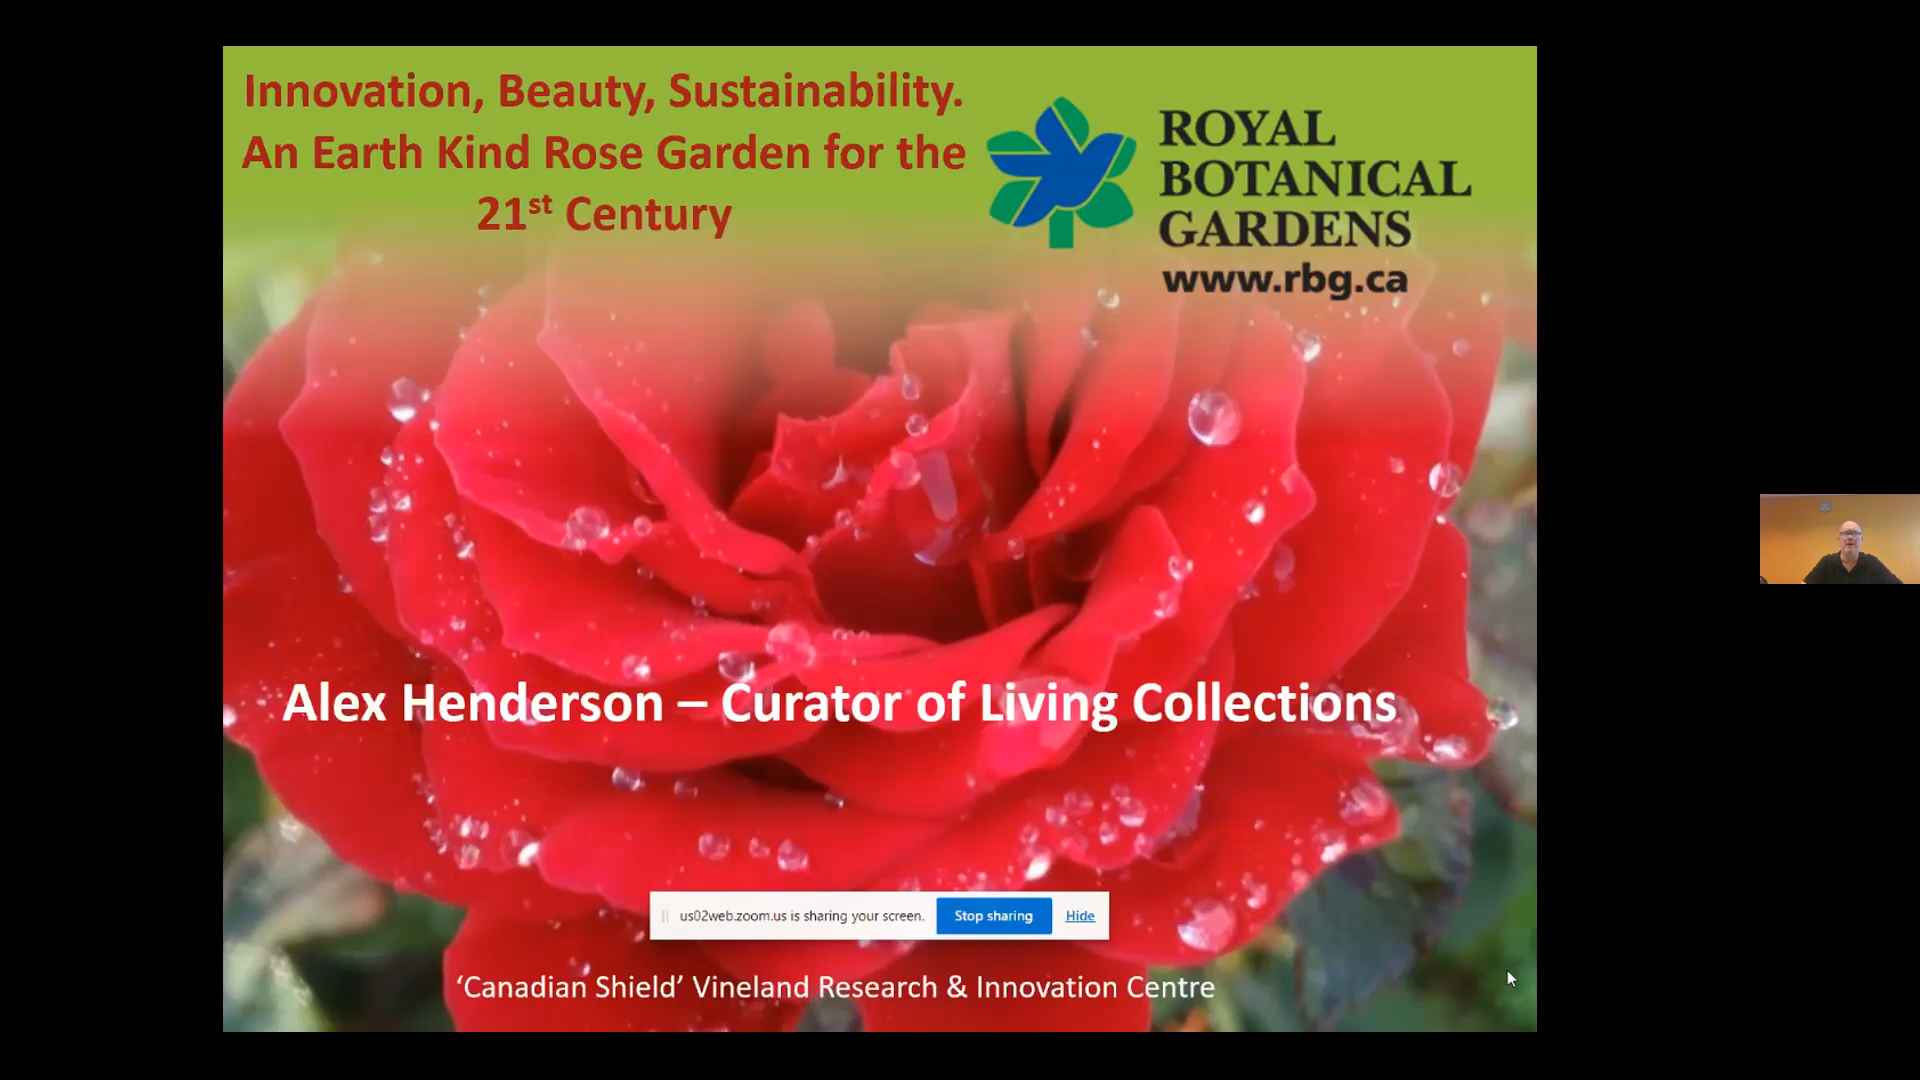 Innovation, Beauty, Sustainability.
An Earth Kind Rose Garden for the
21st Century
ROYAL
BOTANICAL
GARDENS
www.rbg.ca
Alex Henderson – Curator of Living Collections
us02web.zoom.us is sharing your screen.
Stop sharing
Hide
‘Canadian Shield’ Vineland Research & Innovation Centre